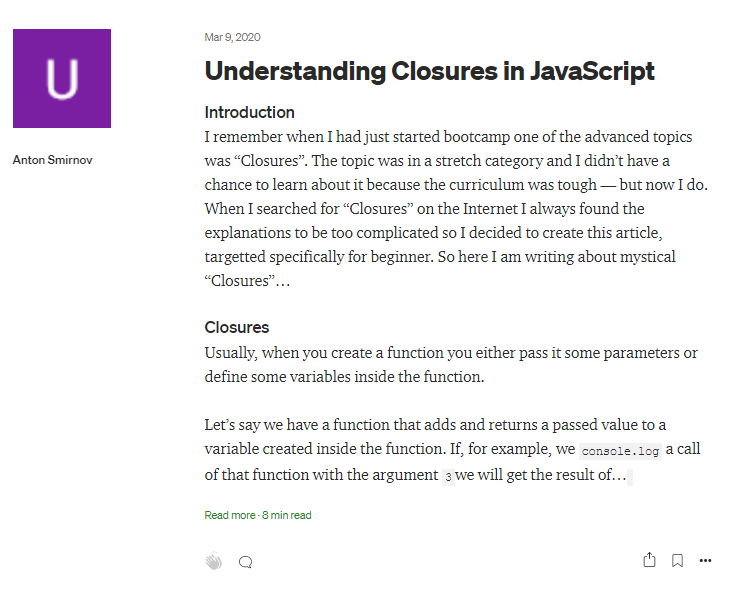 U
Anton Smirnov
Mar 9, 2020
Understanding Closures in JavaScript
Introduction
I remember when I had just started bootcamp one of the advanced topics
was “Closures”. The topic was in a stretch category and I didn’t have a
chance to learn about it because the curriculum was tough — but now I do.
When I searched for “Closures” on the Internet I always found the
explanations to be too complicated so I decided to create this article,
targetted specifically for beginner. So here I am writing about mystical
“Closures”…
Closures
Usually, when you create a function you either pass it some parameters or
define some variables inside the function.
Let’s say we have a function that adds and returns a passed value to a
variable created inside the function. If, for example, we console.log a call
of that function with the argument 3 we will get the result of…
Read more · 8 min read